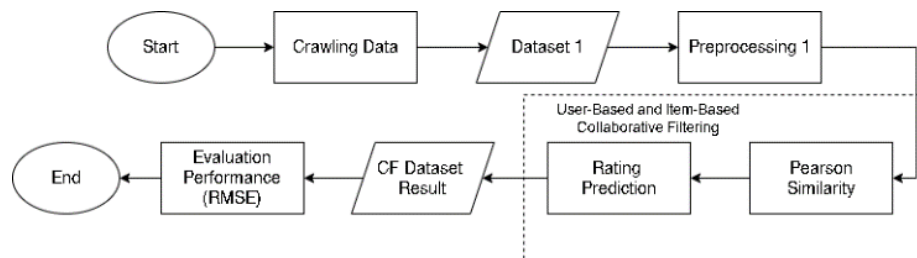 Start
Crawling Data
Dataset 1
Preprocessing 1
User-Based and Item-Based
Collaborative Filtering
End
Evaluation
Performance
(RMSE)
CF Dataset
Result
Rating
Prediction
Pearson
Similarity